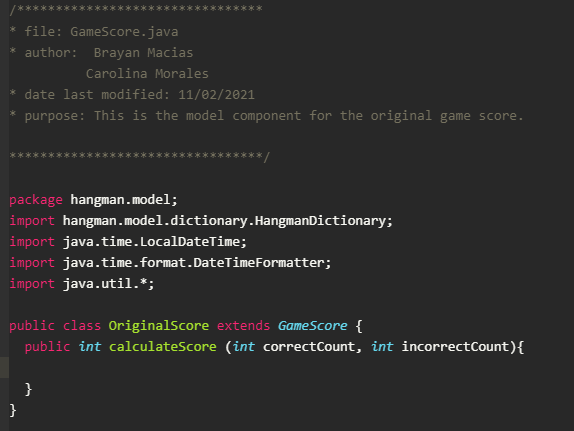 /********************************
* file: GameScore.java
* author:  Brayan Macias
          Carolina Morales
* date last modified: 11/02/2021
* purpose: This is the model component for the original game score.
*********************************/
package hangman.model;
import hangman.model.dictionary.HangmanDictionary;
import java.time.LocalDateTime;
import java.time.format.DateTimeFormatter;
import java.util.*;
public class OriginalScore extends GameScore {
  public int calculateScore (int correctCount, int incorrectCount){
  }
}